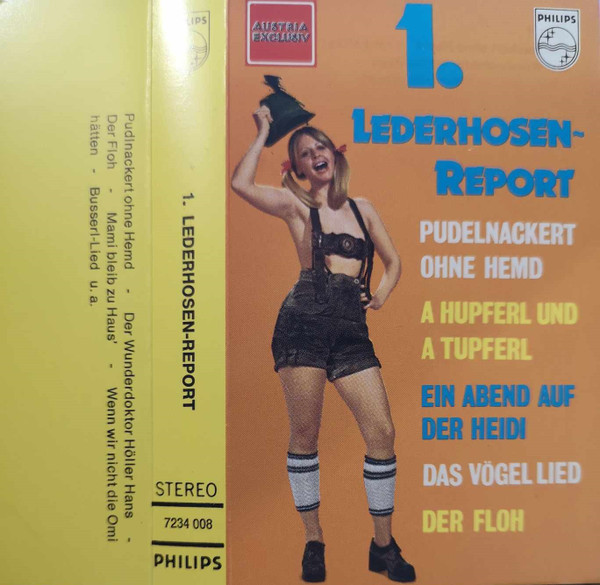 Pudlnackert ohne Hemd - Der Wunderdoktor Höller Hans -
Der Floh - Mami bleib zu Haus' - Wenn wir nicht die Omi
hätten - Busserl-Lied u. a.
PHILIPS
1. LEDERHOSEN-REPORT
STEREO
7234 008
PHILIPS
AUSTRIA
EXCLUSIV
PHILIPS
1.
LEDERHOSEN-
REPORT
PUDELNACKERT
OHNE HEMD
A HUPFERL UND
A TUPFERL
EIN ABEND AUF
DER HEIDI
DAS VÖGEL LIED
DER FLOH